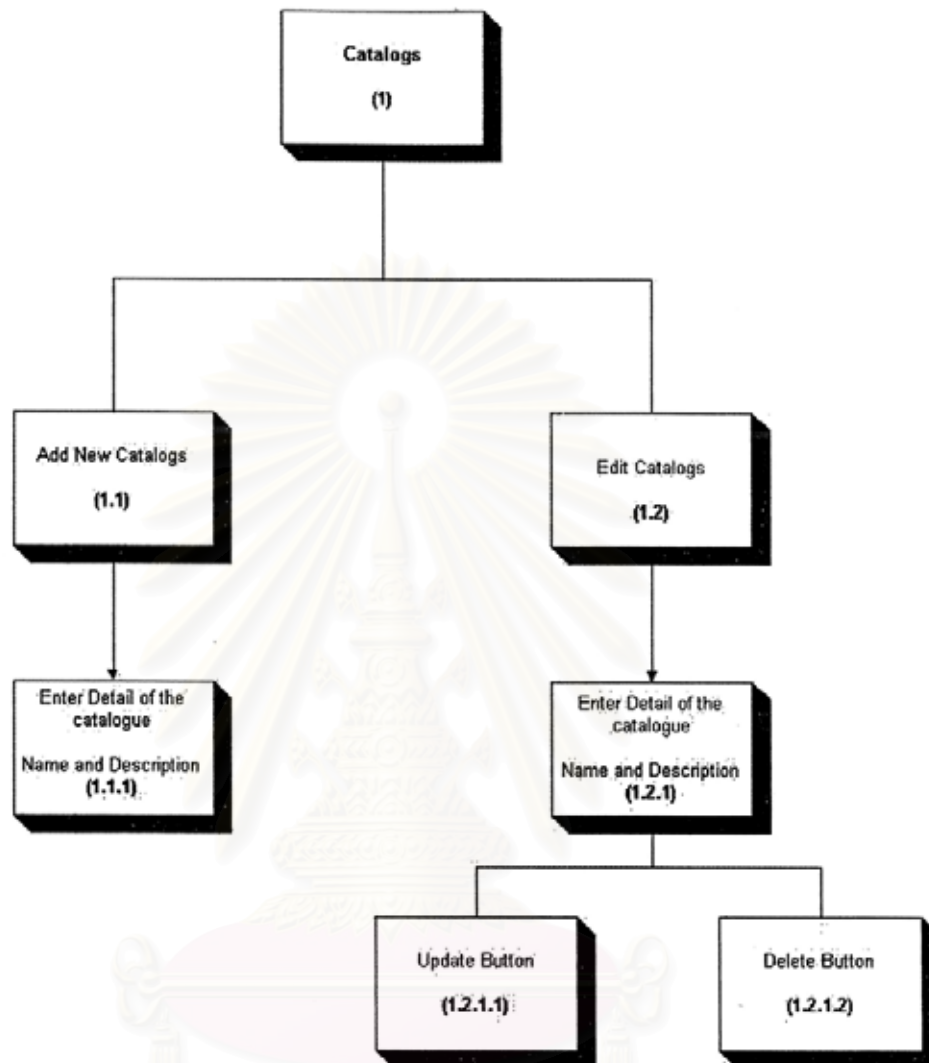 Catalogs
(1)
Add New Catalogs
(1.1)
Edit Catalogs
(1.2)
Enter Detail of the
catalogue
Name and Description
(1.1.1)
Enter Detail of the
catalogue
Name and Description
(1.2.1)
Update Button
(1.2.1.1)
Delete Button
(1.2.1.2)